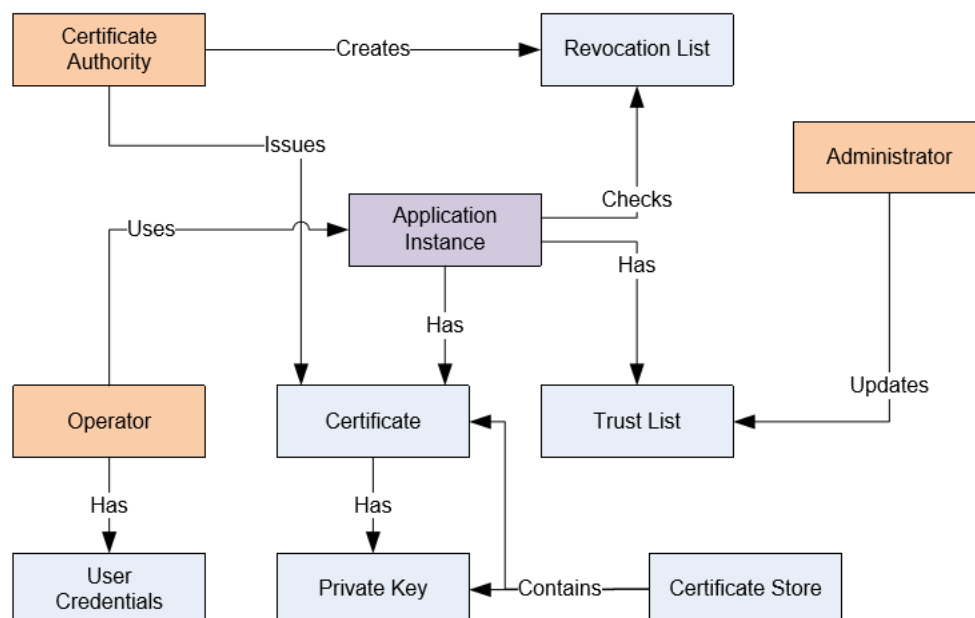 Certificate
Authority
Creates
Revocation List
Issues
Administrator
Checks
Application
Instance
Uses
Has
Has
Updates
Operator
Certificate
Trust List
Has
Has
User
Credentials
Private Key
Contains
Certificate Store